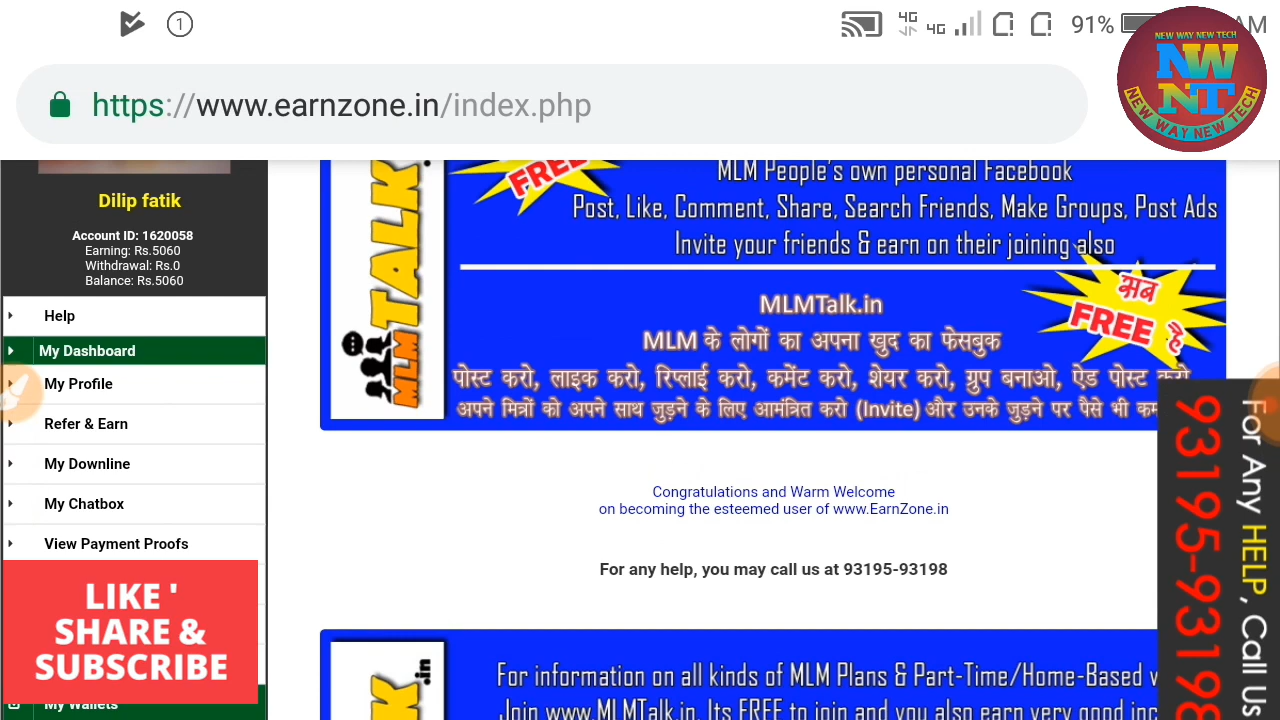 1
4G
4G
91%
AM
https://www.earnzone.in/index.php
NEW WAY NEW TECH
NW
NT
NEW WAY NEW TECH
Dilip fatik
Account ID: 1620058
Earning: Rs.5060
Withdrawal: Rs.0
Balance: Rs.5060
Help
My Dashboard
My Profile
Refer & Earn
My Downline
My Chatbox
View Payment Proofs
LIKE '
SHARE &
SUBSCRIBE
My Wallets
MLMTALK.
FREE
MLM People's own personal Facebook
Post, Like, Comment, Share, Search Friends, Make Groups, Post Ads
Invite your friends & earn on their joining also
सब
FREE है
MLMTalk.in
MLM के लोगों का अपना खुद का फेसबुक
पोस्ट करो, लाइक करो, रिप्लाई करो, कमेंट करो, शेयर करो, ग्रुप बनाओ, ऐड पोस्ट करो
अपने मित्रों को अपने साथ जुड़ने के लिए आमंत्रित करो (Invite) और उनके जुड़ने पर पैसे भी
Congratulations and Warm Welcome
on becoming the esteemed user of www.EarnZone.in
For any help, you may call us at 93195-93198
.in
For information on all kinds of MLM Plans & Part-Time/Home-Based
Join www.MLMTalk.in. Its FREE to join and you also earn very good
For Any HELP, Call Us
93195-93198